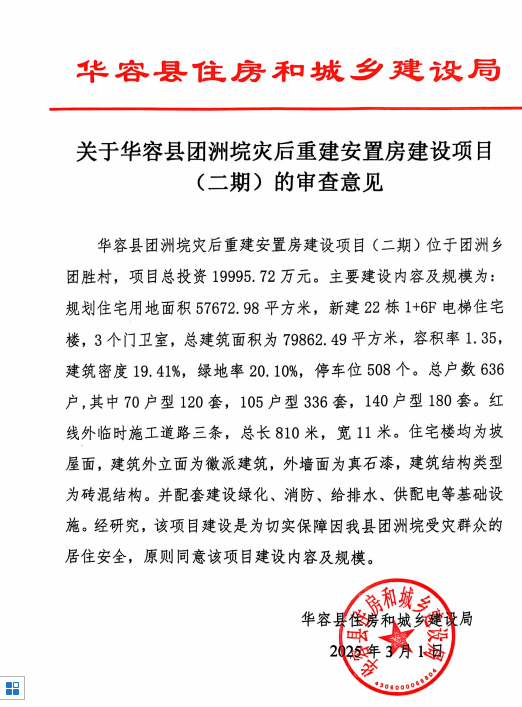 华容县住房和城乡建设局
关于华容县团洲垸灾后重建安置房建设项目
（二期）的审查意见
华容县团洲垸灾后重建安置房建设项目（二期）位于团洲乡
团胜村，项目总投资 19995.72 万元。主要建设内容及规模为：
规划住宅用地面积 57672.98 平方米，新建 22 栋 1+6F 电梯住宅
楼，3 个门卫室，总建筑面积为 79862.49 平方米，容积率 1.35，
建筑密度 19.41%，绿地率 20.10%，停车位 508 个。总户数 636
户,其中 70 户型 120 套，105 户型 336 套，140 户型 180 套。红
线外临时施工道路三条，总长 810 米，宽 11 米。住宅楼均为坡
屋面，建筑外立面为徽派建筑，外墙面为真石漆，建筑结构类型
为砖混结构。并配套建设绿化、消防、给排水、供配电等基础设
施。经研究，该项目建设是为切实保障因我县团洲垸受灾群众的
居住安全，原则同意该项目建设内容及规模。
华容县住房和城乡建设局
2025 年 3 月 1 日
华容县住房和城乡建设局